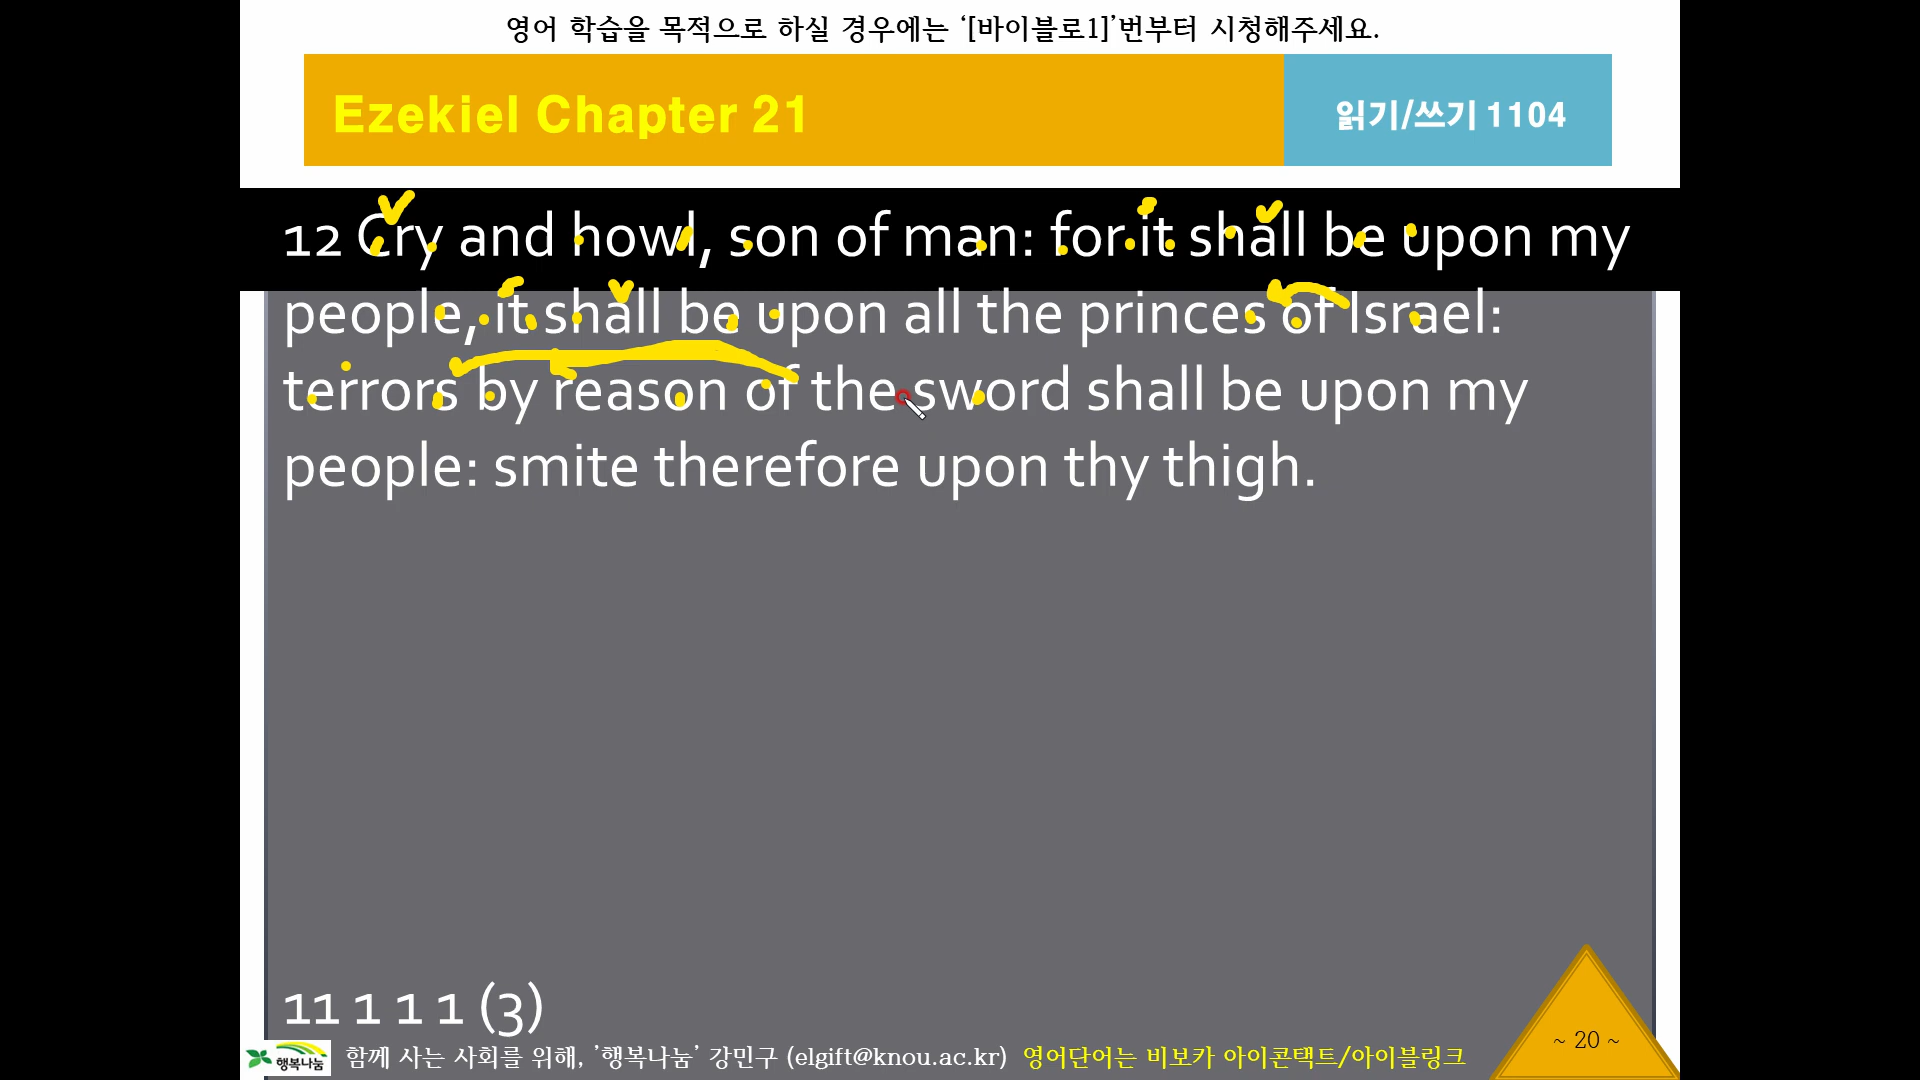 영어 학습을 목적으로 하실 경우에는 ‘[바이블로1]’번부터 시청해주세요.
Ezekiel Chapter 21
읽기/쓰기 1104
12 Cry and howl, son of man: for it shall be upon my
people, it shall be upon all the princes of Israel:
terrors by reason of the sword shall be upon my
people: smite therefore upon thy thigh.
11 1 1 1 (3)
~ 20 ~
행복나눔 함께 사는 사회를 위해, ’행복나눔’ 강민구 (elgift@knou.ac.kr) 영어단어는 비보카 아이콘택트/아이블링크